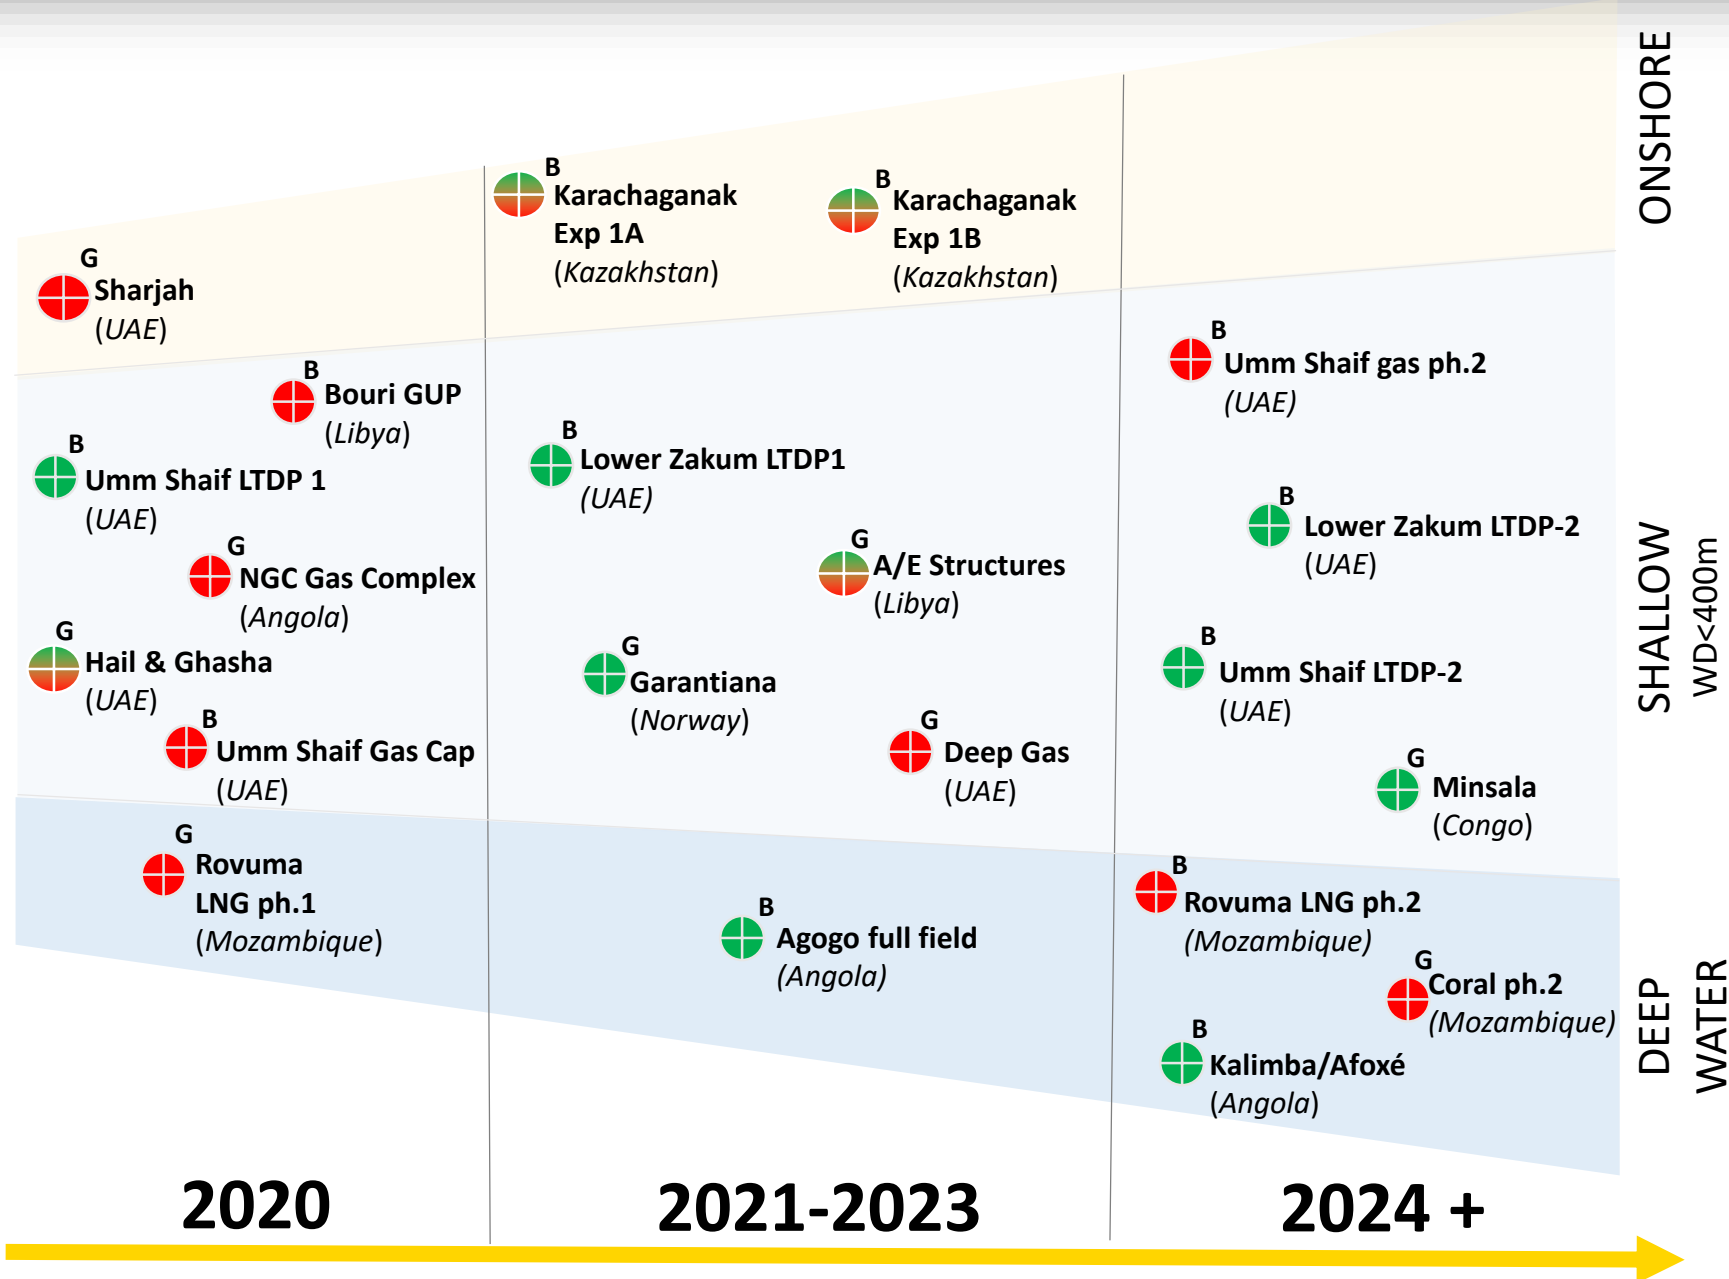 ONSHORE
B
Karachaganak
Exp 1A
(Kazakhstan)
B
Karachaganak
Exp 1B
(Kazakhstan)
G
Sharjah
(UAE)
B
Bouri GUP
(Libya)
B
Umm Shaif LTDP 1
(UAE)
G
NGC Gas Complex
(Angola)
G
Hail & Ghasha
(UAE)
B
Umm Shaif Gas Cap
(UAE)
B
Lower Zakum LTDP1
(UAE)
G
A/E Structures
(Libya)
G
Garantiana
(Norway)
G
Deep Gas
(UAE)
B
Umm Shaif gas ph.2
(UAE)
B
Lower Zakum LTDP-2
(UAE)
B
Umm Shaif LTDP-2
(UAE)
G
Minsala
(Congo)
SHALLOW
WD<400m
G
Rovuma
LNG ph.1
(Mozambique)
B
Agogo full field
(Angola)
B
Rovuma LNG ph.2
(Mozambique)
G
Coral ph.2
(Mozambique)
B
Kalimba/Afoxé
(Angola)
DEEP
WATER
2020
2021-2023
2024 +